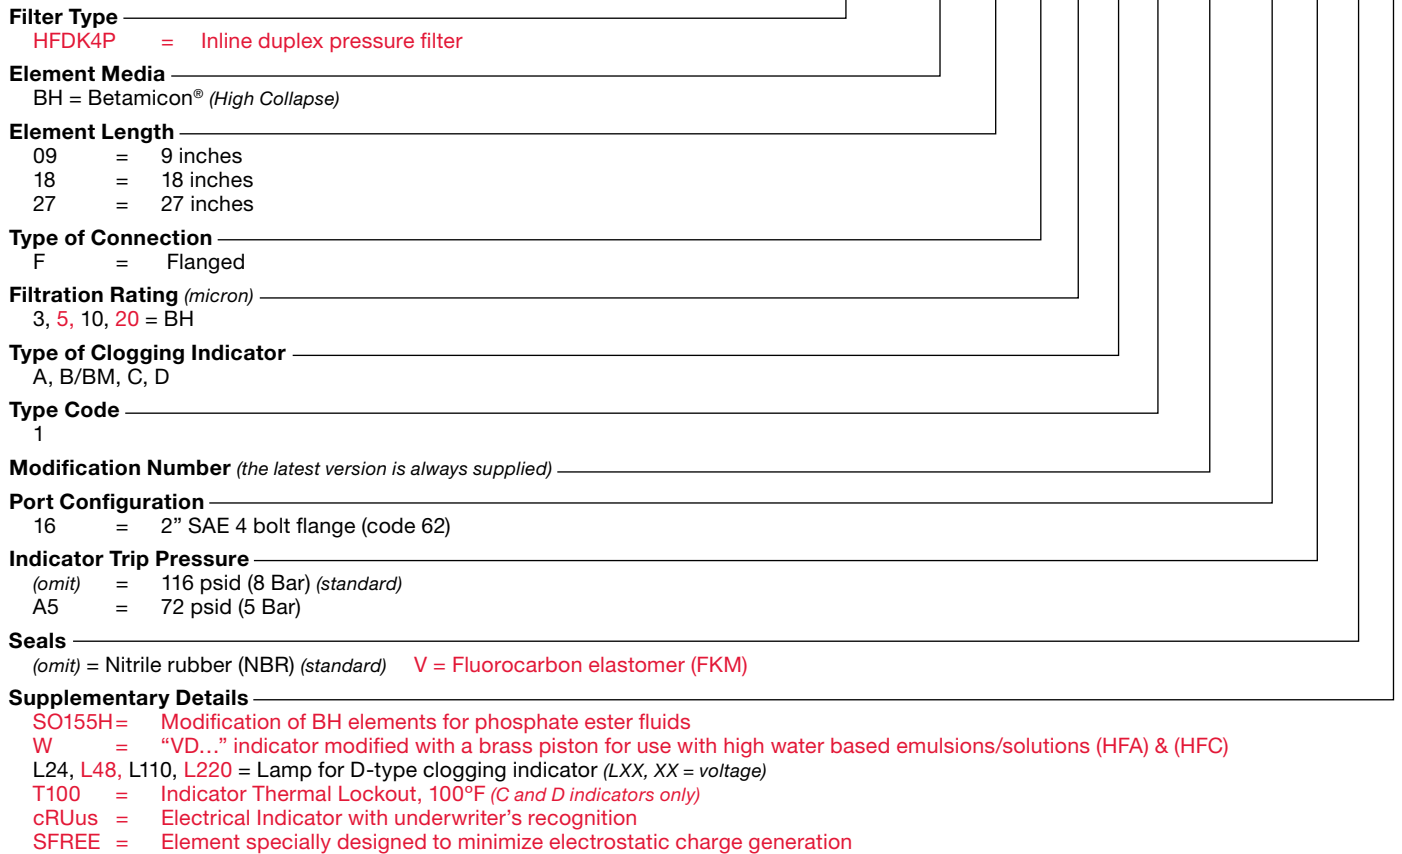 Filter Type
HFDK4P = Inline duplex pressure filter
Element Media
BH = Betamicon® (High Collapse)
Element Length
09 = 9 inches
18 = 18 inches
27 = 27 inches
Type of Connection
F = Flanged
Filtration Rating (micron)
3, 5, 10, 20 = BH
Type of Clogging Indicator
A, B/BM, C, D
Type Code
1
Modification Number (the latest version is always supplied)
Port Configuration
16 = 2” SAE 4 bolt flange (code 62)
Indicator Trip Pressure
(omit) = 116 psid (8 Bar) (standard)
A5 = 72 psid (5 Bar)
Seals
(omit) = Nitrile rubber (NBR) (standard) V = Fluorocarbon elastomer (FKM)
Supplementary Details
SO155H= Modification of BH elements for phosphate ester fluids
W = “VD…” indicator modified with a brass piston for use with high water based emulsions/solutions (HFA) & (HFC)
L24, L48, L110, L220 = Lamp for D-type clogging indicator (LXX, XX = voltage)
T100 = Indicator Thermal Lockout, 100ºF (C and D indicators only)
cRUus = Electrical Indicator with underwriter’s recognition
SFREE = Element specially designed to minimize electrostatic charge generation